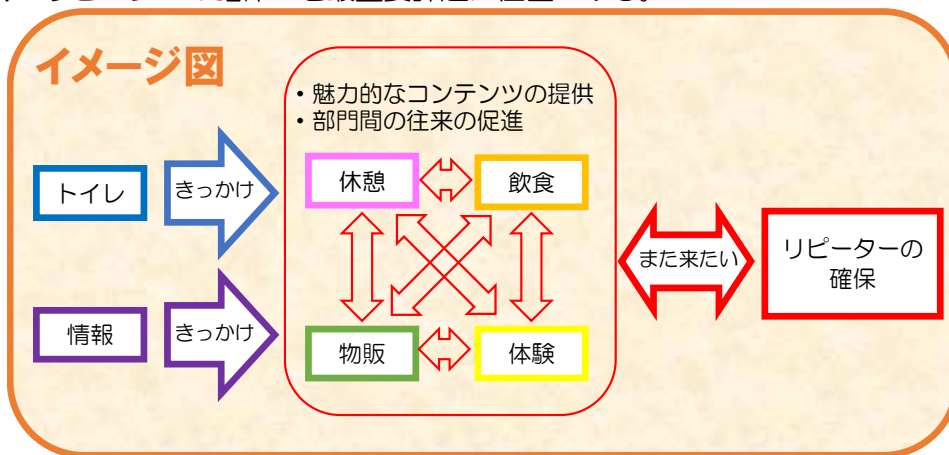 イメージ図
・魅力的なコンテンツの提供
・部門間の往来の促進
トイレ
きっかけ
休憩
飲食
また来たい
リピーターの
確保
情報
きっかけ
物販
体験